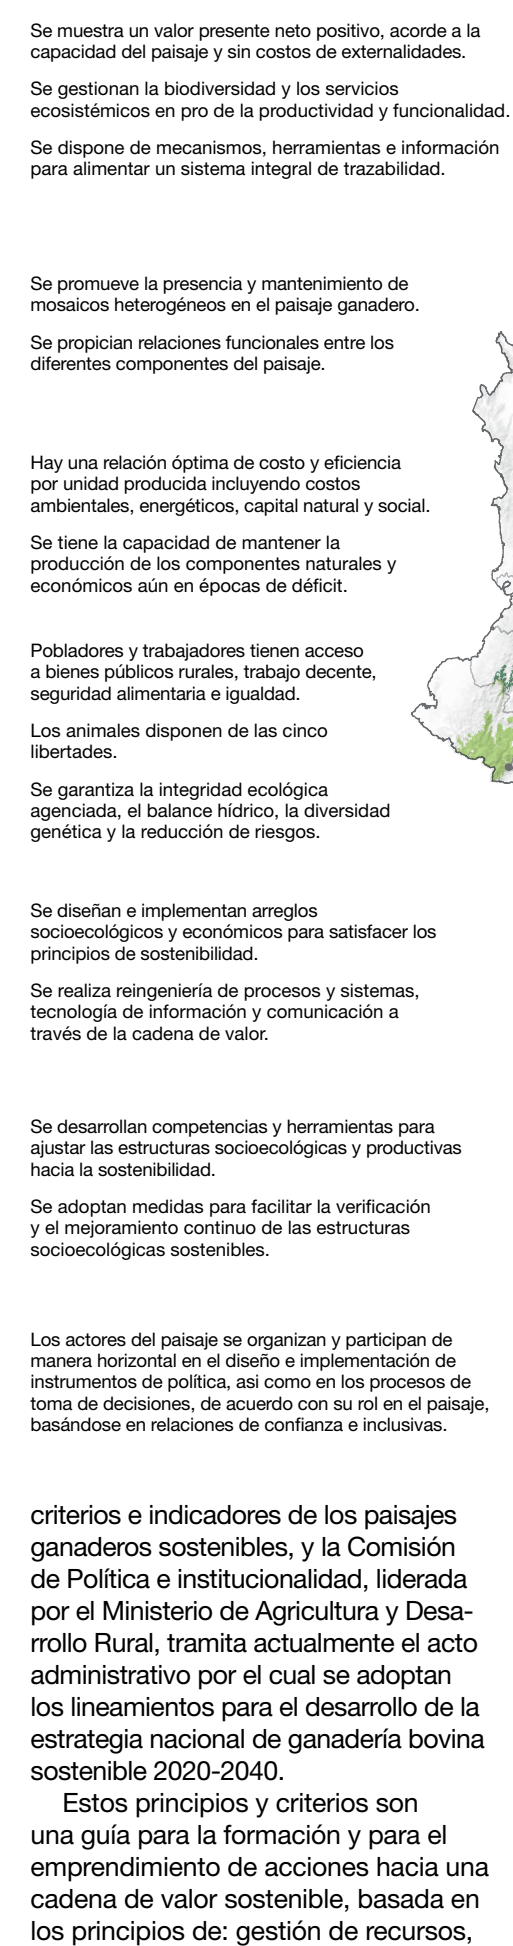 Se muestra un valor presente neto positivo, acorde a la
capacidad del paisaje y sin costos de externalidades.
Se gestionan la biodiversidad y los servicios
ecosistémicos en pro de la productividad y funcionalidad.
Se dispone de mecanismos, herramientas e información
para alimentar un sistema integral de trazabilidad.
Se promueve la presencia y mantenimiento de
mosaicos heterogéneos en el paisaje ganadero.
Se propician relaciones funcionales entre los
diferentes componentes del paisaje.
Hay una relación óptima de costo y eficiencia
por unidad producida incluyendo costos
ambientales, energéticos, capital natural y social.
Se tiene la capacidad de mantener la
producción de los componentes naturales y
económicos aún en épocas de déficit.
Pobladores y trabajadores tienen acceso
a bienes públicos rurales, trabajo decente,
seguridad alimentaria e igualdad.
Los animales disponen de las cinco
libertades.
Se garantiza la integridad ecológica
agenciada, el balance hídrico, la diversidad
genética y la reducción de riesgos.
Se diseñan e implementan arreglos
socioecológicos y económicos para satisfacer los
principios de sostenibilidad.
Se realiza reingeniería de procesos y sistemas,
tecnología de información y comunicación a
través de la cadena de valor.
Se desarrollan competencias y herramientas para
ajustar las estructuras socioecológicas y productivas
hacia la sostenibilidad.
Se adoptan medidas para facilitar la verificación
y el mejoramiento continuo de las estructuras
socioecológicas sostenibles.
Los actores del paisaje se organizan y participan de
manera horizontal en el diseño e implementación de
instrumentos de política, asi como en los procesos de
toma de decisiones, de acuerdo con su rol en el paisaje,
basándose en relaciones de confianza e inclusivas.
criterios e indicadores de los paisajes
ganaderos sostenibles, y la Comisión
de Política e institucionalidad, liderada
por el Ministerio de Agricultura y Desa-
rrollo Rural, tramita actualmente el acto
administrativo por el cual se adoptan
los lineamientos para el desarrollo de la
estrategia nacional de ganadería bovina
sostenible 2020-2040.
Estos principios y criterios son
una guía para la formación y para el
emprendimiento de acciones hacia una
cadena de valor sostenible, basada en
los principios de: gestión de recursos,